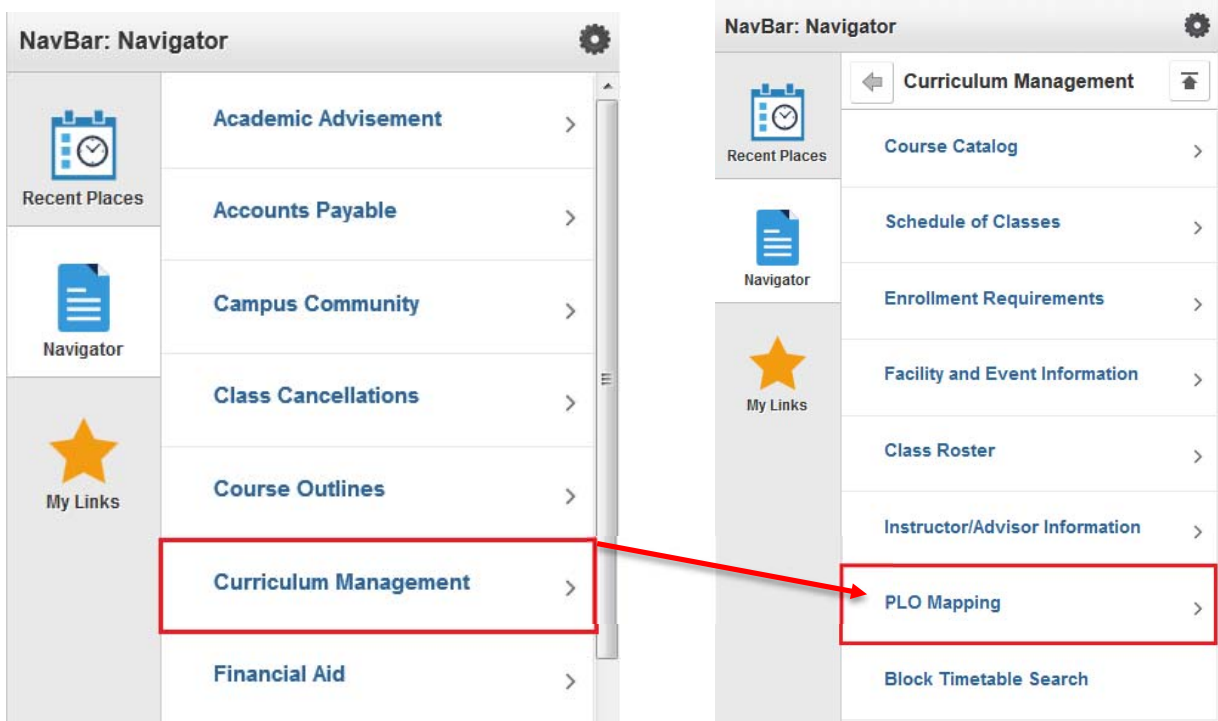 NavBar: Navigator
Recent Places
Navigator
My Links
Academic Advisement
Accounts Payable
Campus Community
Class Cancellations
Course Outlines
Curriculum Management
Financial Aid
NavBar: Navigator
Recent Places
Navigator
My Links
Curriculum Management
Course Catalog
Schedule of Classes
Enrollment Requirements
Facility and Event Information
Class Roster
Instructor/Advisor Information
PLO Mapping
Block Timetable Search